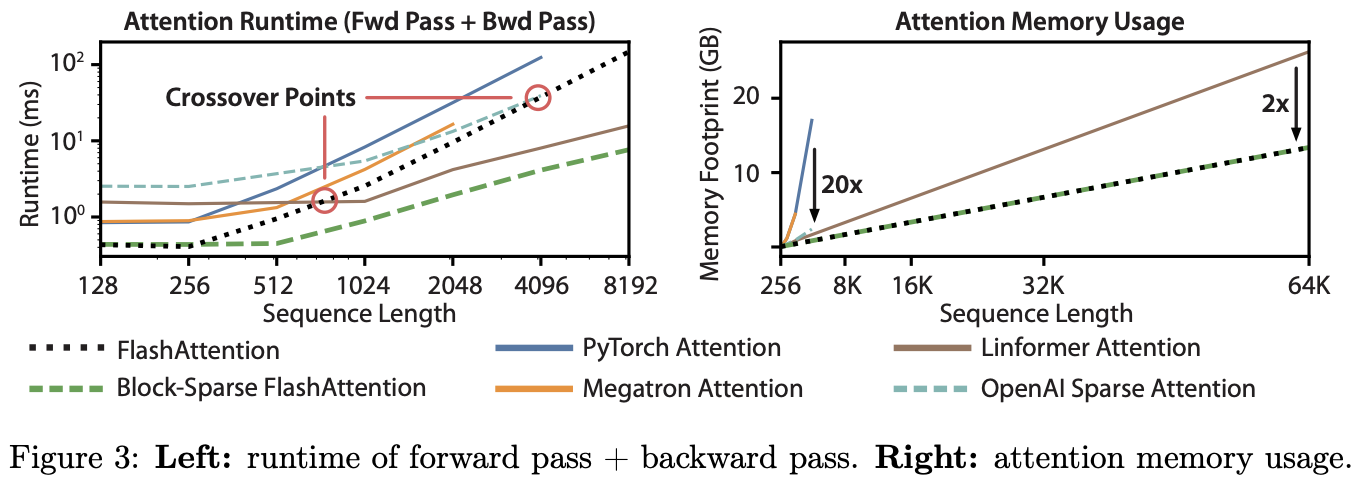 Attention Runtime (Fwd Pass + Bwd Pass)
Runtime (ms)
10²
10¹
10⁰
Crossover Points
128 256 512 1024 2048 4096 8192
Sequence Length
Attention Memory Usage
Memory Footprint (GB)
20
10
20x
2x
256 8K 16K 32K 64K
Sequence Length
FlashAttention
PyTorch Attention
Linformer Attention
Block-Sparse FlashAttention
Megatron Attention
OpenAI Sparse Attention
Figure 3: Left: runtime of forward pass + backward pass. Right: attention memory usage.